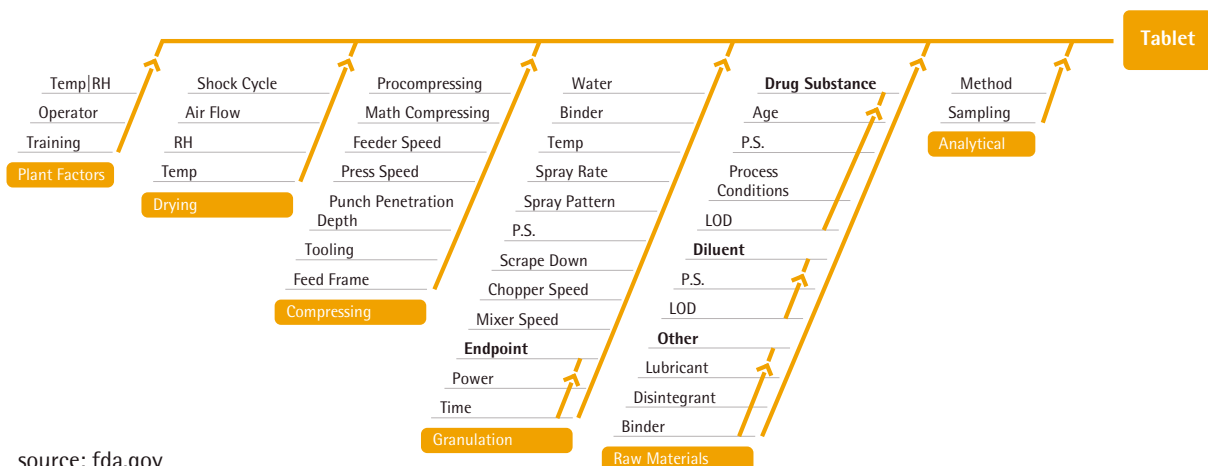 Tablet
Temp|RH
Operator
Training
Plant Factors
Shock Cycle
Air Flow
RH
Temp
Drying
Procompressing
Math Compressing
Feeder Speed
Press Speed
Punch Penetration
Depth
Tooling
Feed Frame
Compressing
Water
Binder
Temp
Spray Rate
Spray Pattern
P.S.
Scrape Down
Chopper Speed
Mixer Speed
Endpoint
Power
Time
Granulation
Drug Substance
Age
P.S.
Process
Conditions
LOD
Diluent
P.S.
LOD
Other
Lubricant
Disintegrant
Binder
Raw Materials
Method
Sampling
Analytical
source: fda.gov